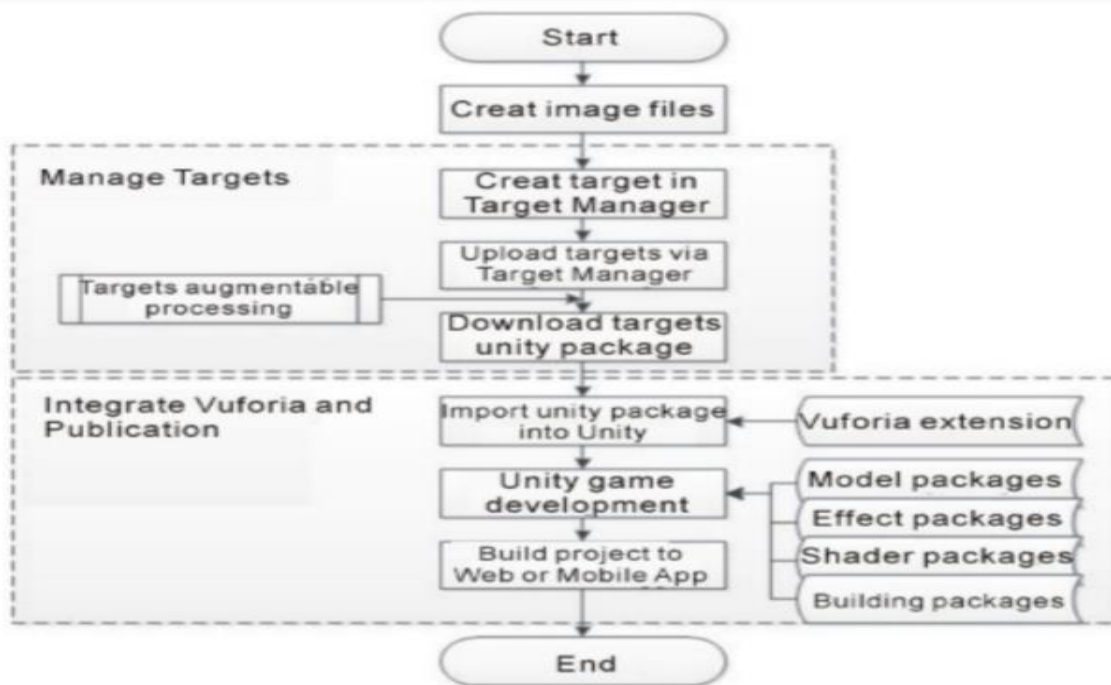 Start
Creat image files
Manage Targets
Creat target in
Target Manager
Upload targets via
Target Manager
Targets augmentable
processing
Download targets
unity package
Integrate Vuforia and
Publication
Import unity package
into Unity
Vuforia extension
Unity game
development
Model packages
Effect packages
Shader packages
Building packages
Build project to
Web or Mobile App
End